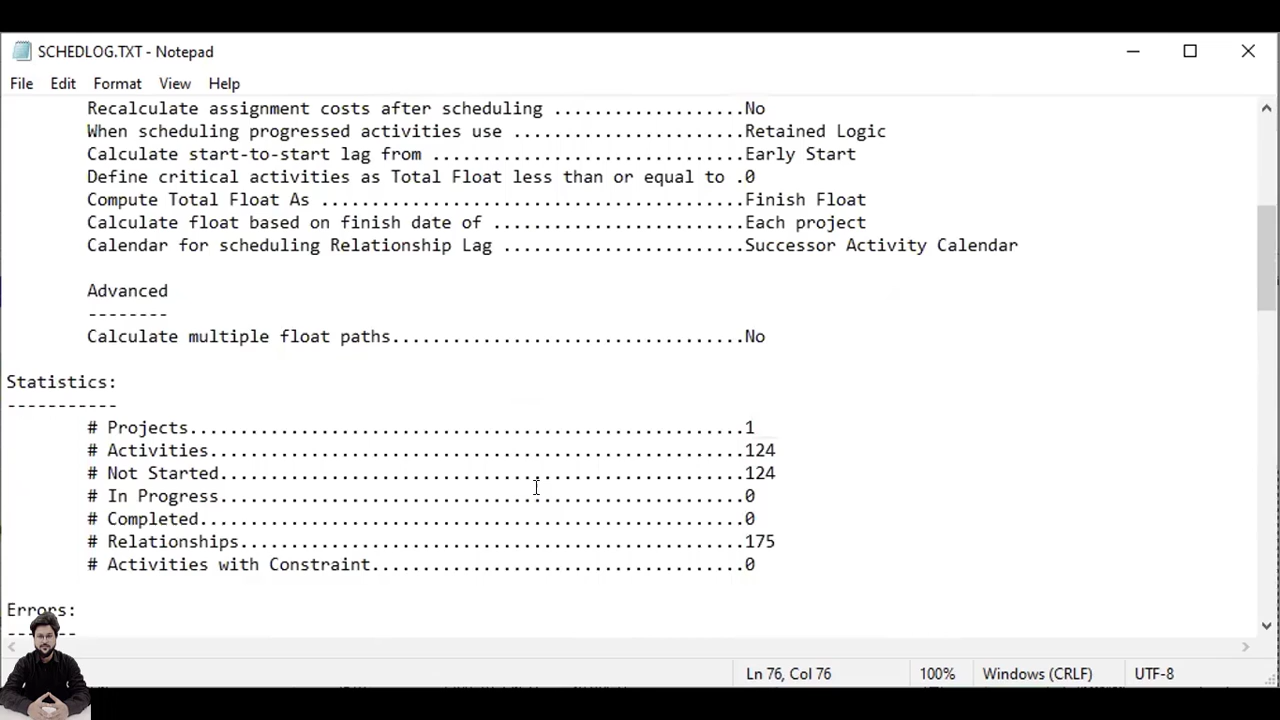 SCHEDLOG.TXT - Notepad
File Edit Format View Help
Recalculate assignment costs after scheduling ...................No
When scheduling progressed activities use .......................Retained Logic
Calculate start-to-start lag from ...............................Early Start
Define critical activities as Total Float less than or equal to .0
Compute Total Float As ..........................................Finish Float
Calculate float based on finish date of .........................Each project
Calendar for scheduling Relationship Lag ........................Successor Activity Calendar
Advanced
--------
Calculate multiple float paths...................................No
Statistics:
-----------
# Projects.......................................................1
# Activities.....................................................124
# Not Started....................................................124
# In Progress....................................................0
# Completed......................................................0
# Relationships..................................................175
# Activities with Constraint.....................................0
Errors:
-------
Ln 76, Col 76 100% Windows (CRLF) UTF-8